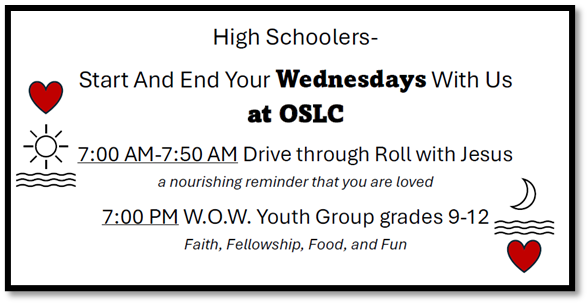 High Schoolers-
Start And End Your Wednesdays With Us
at OSLC
7:00 AM-7:50 AM Drive through Roll with Jesus
a nourishing reminder that you are loved
7:00 PM W.O.W. Youth Group grades 9-12
Faith, Fellowship, Food, and Fun